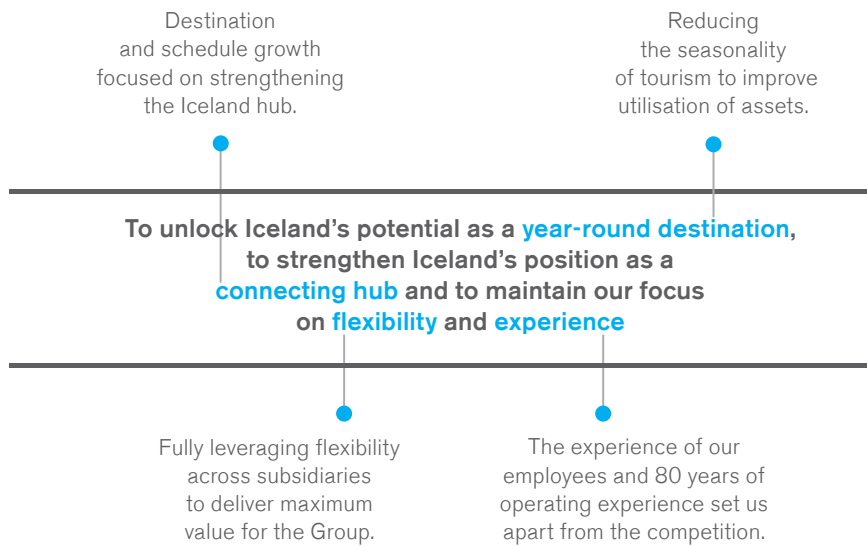 Destination
and schedule growth
focused on strengthening
the Iceland hub.
Reducing
the seasonality
of tourism to improve
utilisation of assets.
To unlock Iceland’s potential as a year-round destination,
to strengthen Iceland’s position as a
connecting hub and to maintain our focus
on flexibility and experience
Fully leveraging flexibility
across subsidiaries
to deliver maximum
value for the Group.
The experience of our
employees and 80 years of
operating experience set us
apart from the competition.